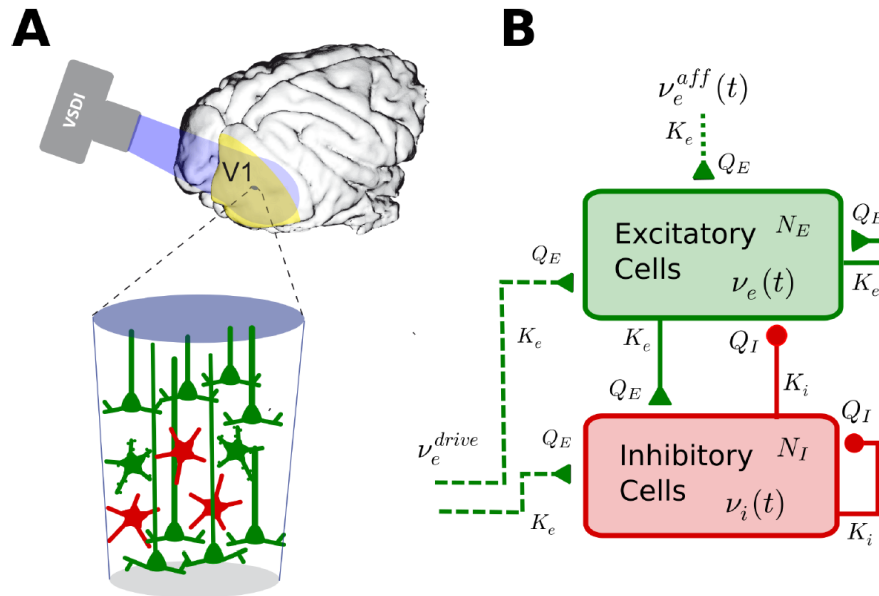 A
VSDI
V1
B
ν_e^{aff}(t)
K_e
Q_E
Excitatory
Cells
N_E
ν_e(t)
Q_E
K_e
Q_E
K_e
K_e
Q_E
Q_I
K_i
ν_e^{drive}
Q_E
K_e
Inhibitory
Cells
N_I
ν_i(t)
Q_I
K_i